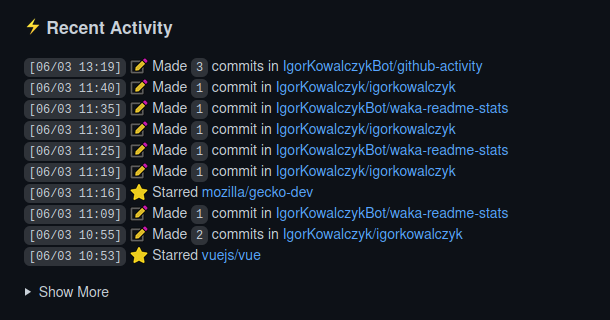 ⚡ Recent Activity
[06/03 13:19] 📝 Made 3 commits in IgorKowalczykBot/github-activity
[06/03 11:40] 📝 Made 1 commit in IgorKowalczyk/igorkowalczyk
[06/03 11:35] 📝 Made 1 commit in IgorKowalczykBot/waka-readme-stats
[06/03 11:30] 📝 Made 1 commit in IgorKowalczyk/igorkowalczyk
[06/03 11:25] 📝 Made 1 commit in IgorKowalczykBot/waka-readme-stats
[06/03 11:19] 📝 Made 1 commit in IgorKowalczyk/igorkowalczyk
[06/03 11:16] ⭐ Starred mozilla/gecko-dev
[06/03 11:09] 📝 Made 1 commit in IgorKowalczykBot/waka-readme-stats
[06/03 10:55] 📝 Made 2 commits in IgorKowalczyk/igorkowalczyk
[06/03 10:53] ⭐ Starred vuejs/vue
▶ Show More